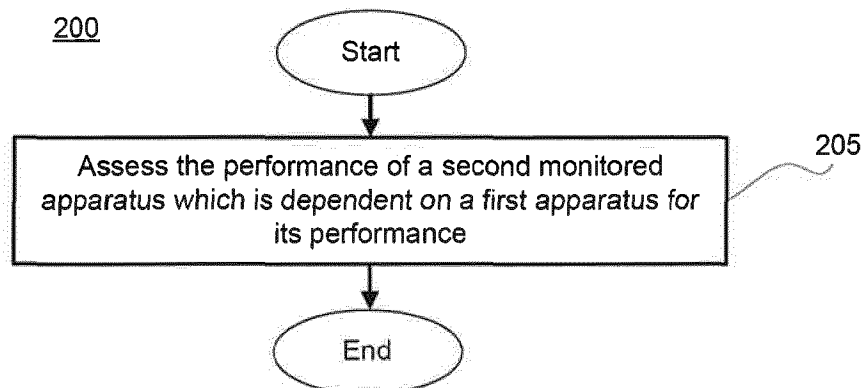 200
Start
Assess the performance of a second monitored
apparatus which is dependent on a first apparatus for
its performance
205
End